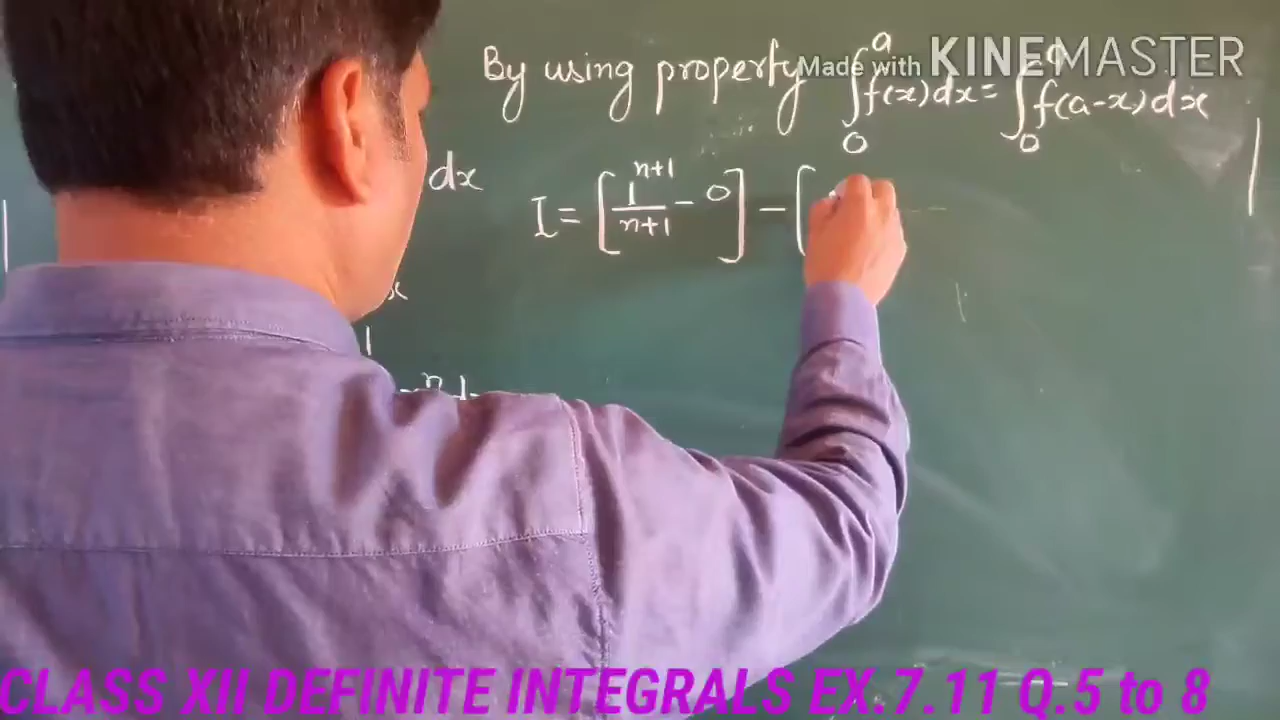 By using property ∫₀ᵃ f(x)dx = ∫₀ᵃ f(a-x)dx
Made with KINEMASTER
dx
I = [1ⁿ⁺¹/n+1 - 0] - [
CLASS XII DEFINITE INTEGRALS EX.7.11 Q.5 to 8